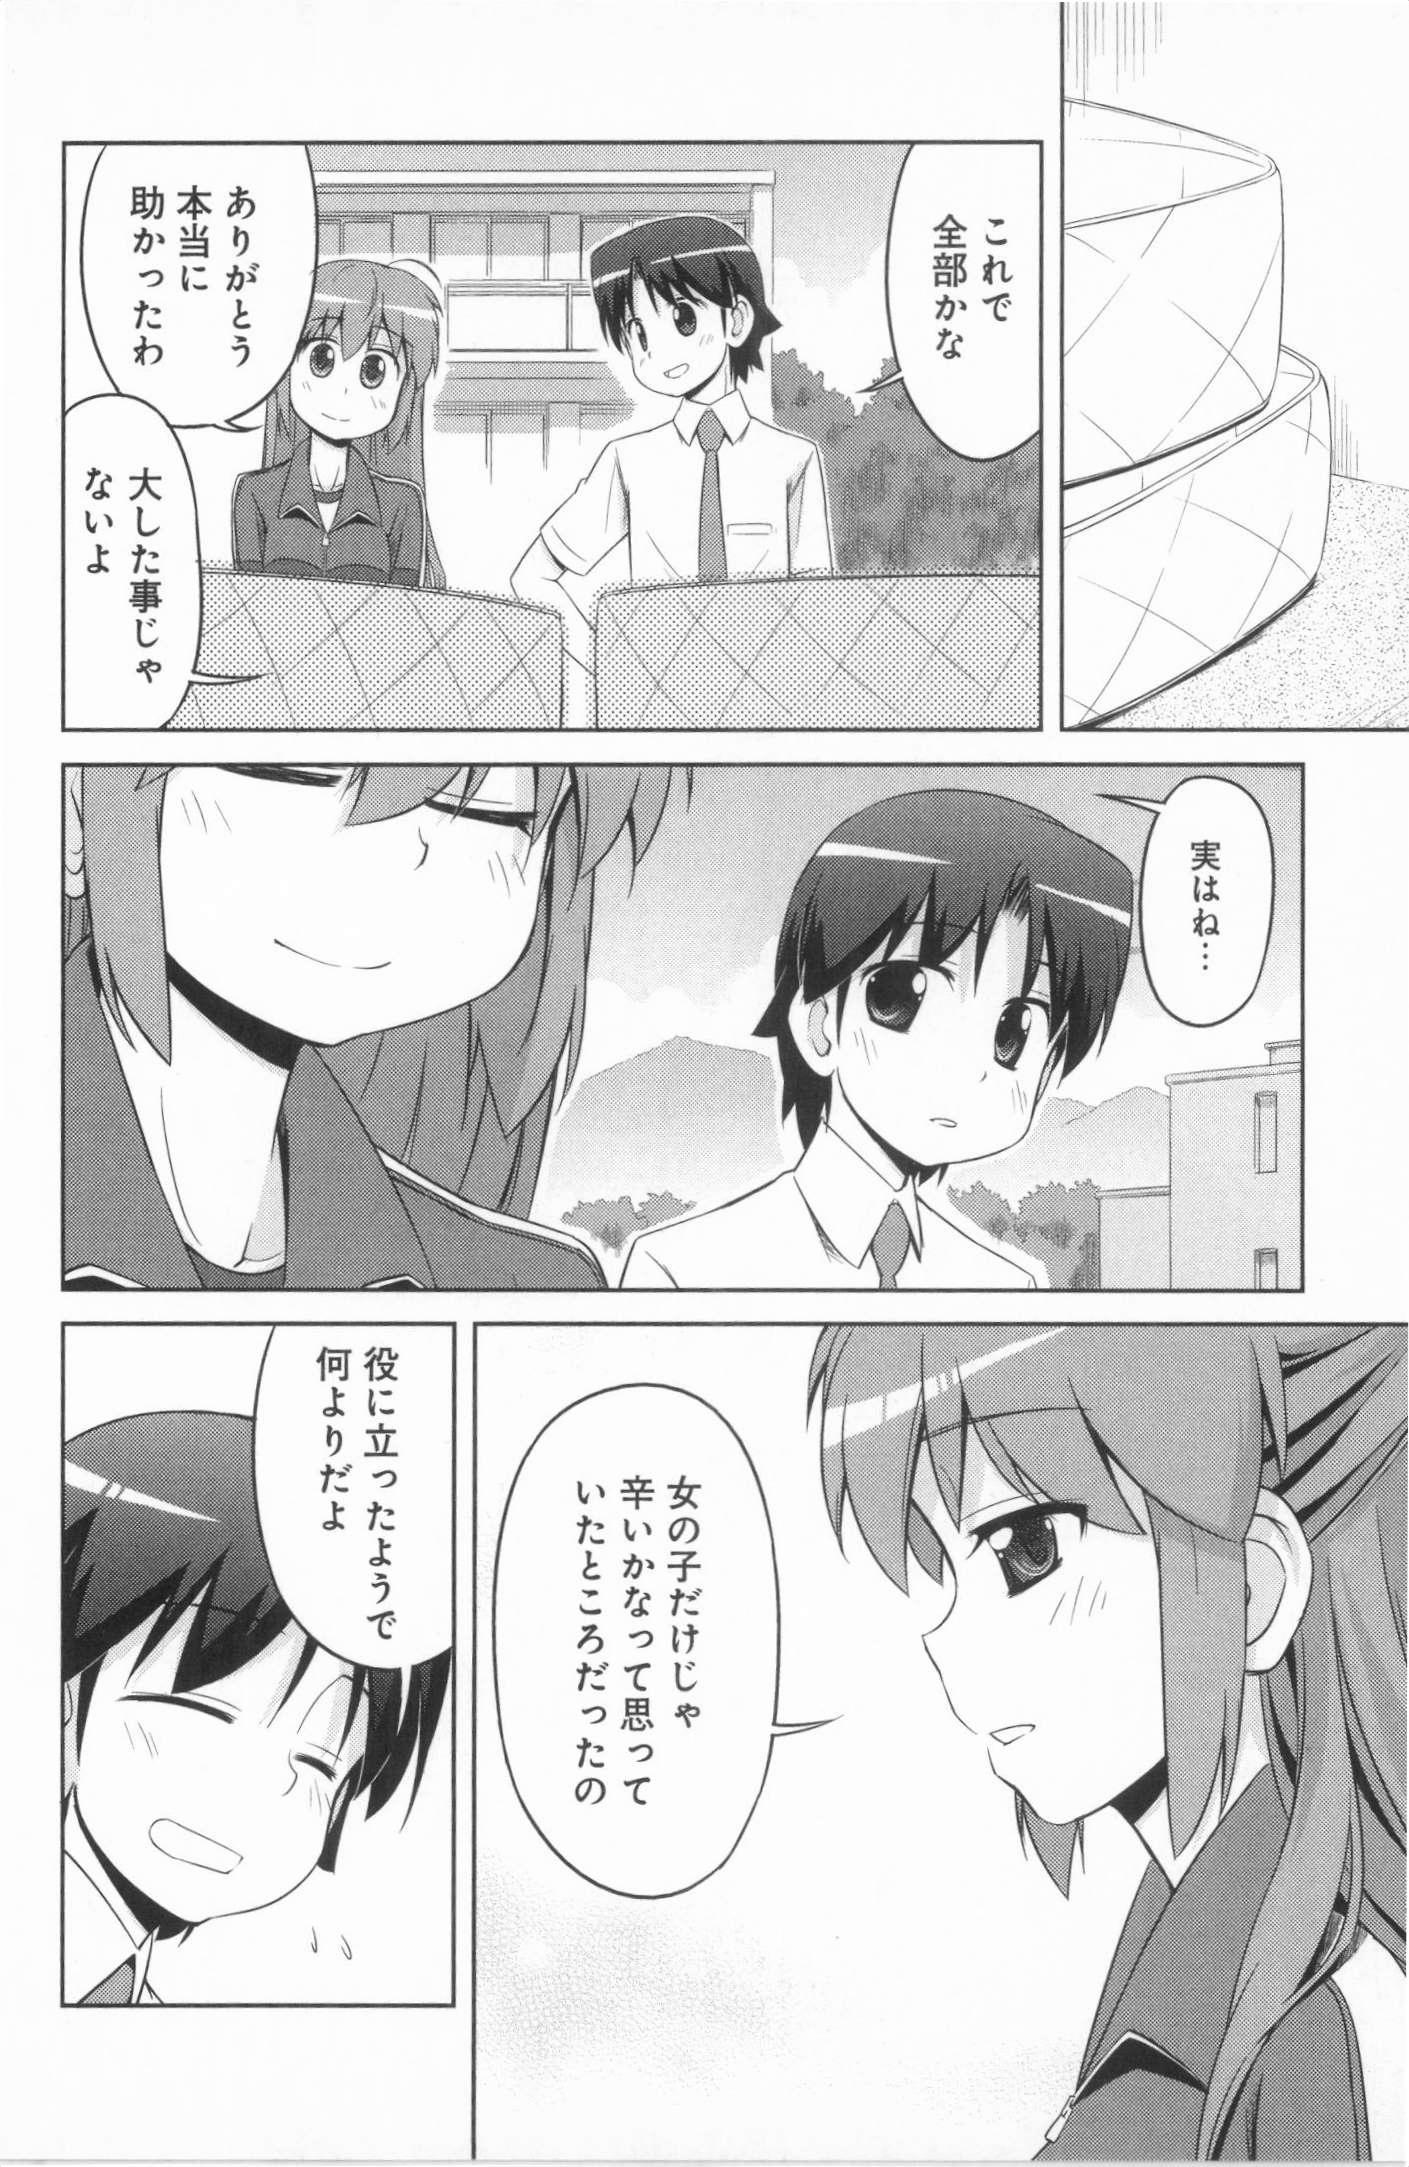 これで
全部かな
ありがとう
本当に
助かったわ
大した事じゃ
ないよ
実はね…
女の子だけじゃ
辛いかなって思って
いたところだったの
役に立ったようで
何よりだよ